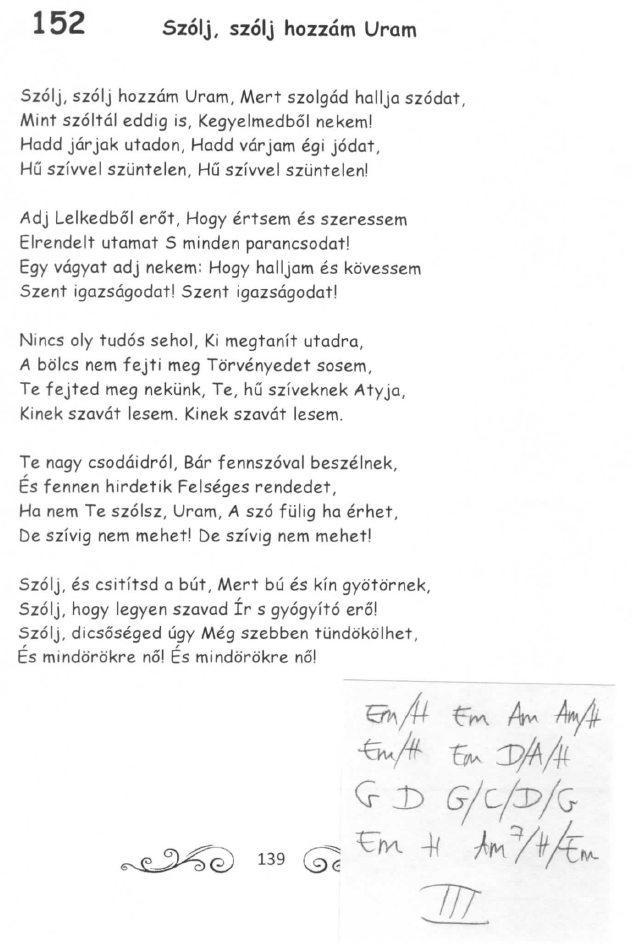 152
Szólj, szólj hozzám Uram
Szólj, szólj hozzám Uram, Mert szolgád hallja szódat,
Mint szóltál eddig is, Kegyelmedből nekem!
Hadd járjak utadon, Hadd várjam égi jódat,
Hű szívvel szüntelen, Hű szívvel szüntelen!
Adj Lelkedből erőt, Hogy értsem és szeressem
Elrendelt utamat S minden parancsodat!
Egy vágyat adj nekem: Hogy halljam és kövessem
Szent igazságodat! Szent igazságodat!
Nincs oly tudós sehol, Ki megtanít utadra,
A bölcs nem fejti meg Törvényedet sosem,
Te fejted meg nekünk, Te, hű szíveknek Atyja,
Kinek szavát lesem. Kinek szavát lesem.
Te nagy csodáidról, Bár fennszóval beszélnek,
És fennen hirdetik Felséges rendedet,
Ha nem Te szólsz, Uram, A szó fülig ha érhet,
De szívig nem mehet! De szívig nem mehet!
Szólj, és csitítsd a bút, Mert bú és kín gyötörnek,
Szólj, hogy legyen szavad Ír s gyógyító erő!
Szólj, dicsőséged úgy Még szebben tündökölhet,
És mindörökre nő! És mindörökre nő!
Em/H Em Am Am/H
Em/H Em D/A/H
G D G/C/D/G
Em H Am7/H/Em
III
139